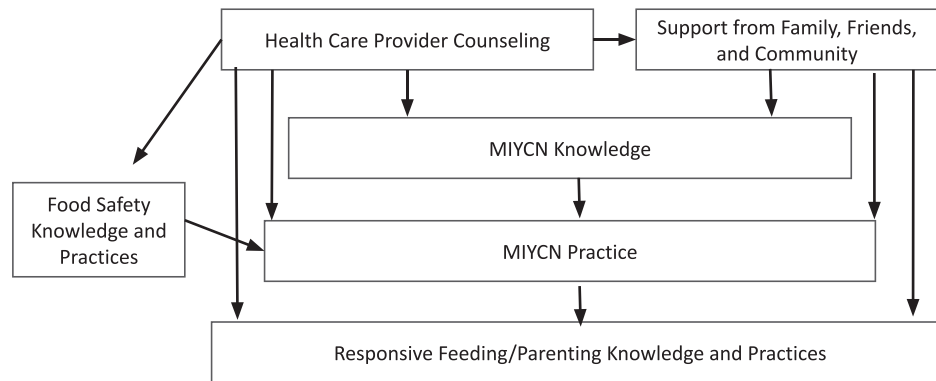 Health Care Provider Counseling
Support from Family, Friends,
and Community
MIYCN Knowledge
Food Safety
Knowledge and
Practices
MIYCN Practice
Responsive Feeding/Parenting Knowledge and Practices